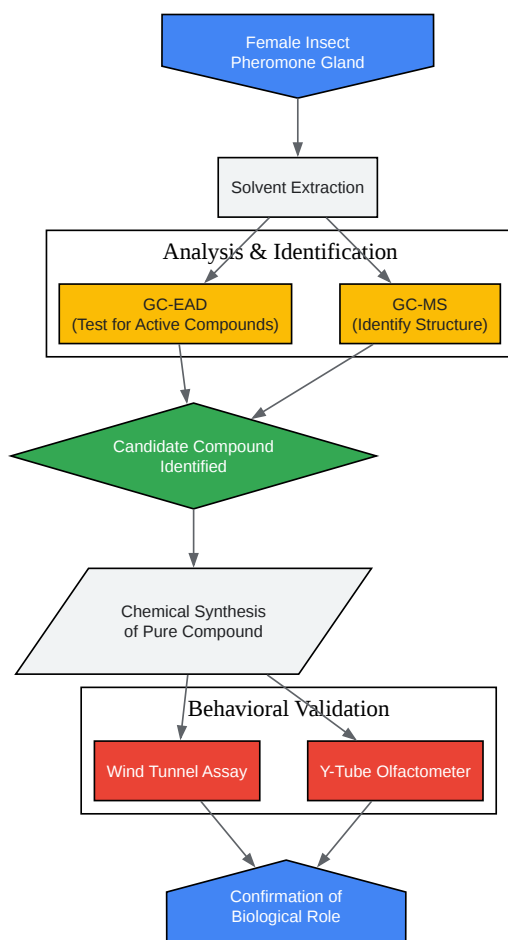 Female Insect
Pheromone Gland
Solvent Extraction
Analysis & Identification
GC-EAD
(Test for Active Compounds)
GC-MS
(Identify Structure)
Candidate Compound
Identified
Chemical Synthesis
of Pure Compound
Behavioral Validation
Wind Tunnel Assay
Y-Tube Olfactometer
Confirmation of
Biological Role